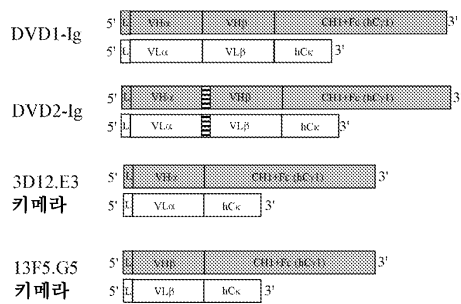 DVD1-Ig
5' L VHα VHβ CH1+Fc (hCγ1) 3'
5' L VLα VLβ hCκ 3'
DVD2-Ig
5' L VHα VHβ CH1+Fc (hCγ1) 3'
5' L VLα VLβ hCκ 3'
3D12.E3
키메라
5' L VHα CH1+Fc (hCγ1) 3'
5' L VLα hCκ 3'
13F5.G5
키메라
5' L VHβ CH1+Fc (hCγ1) 3'
5' L VLβ hCκ 3'